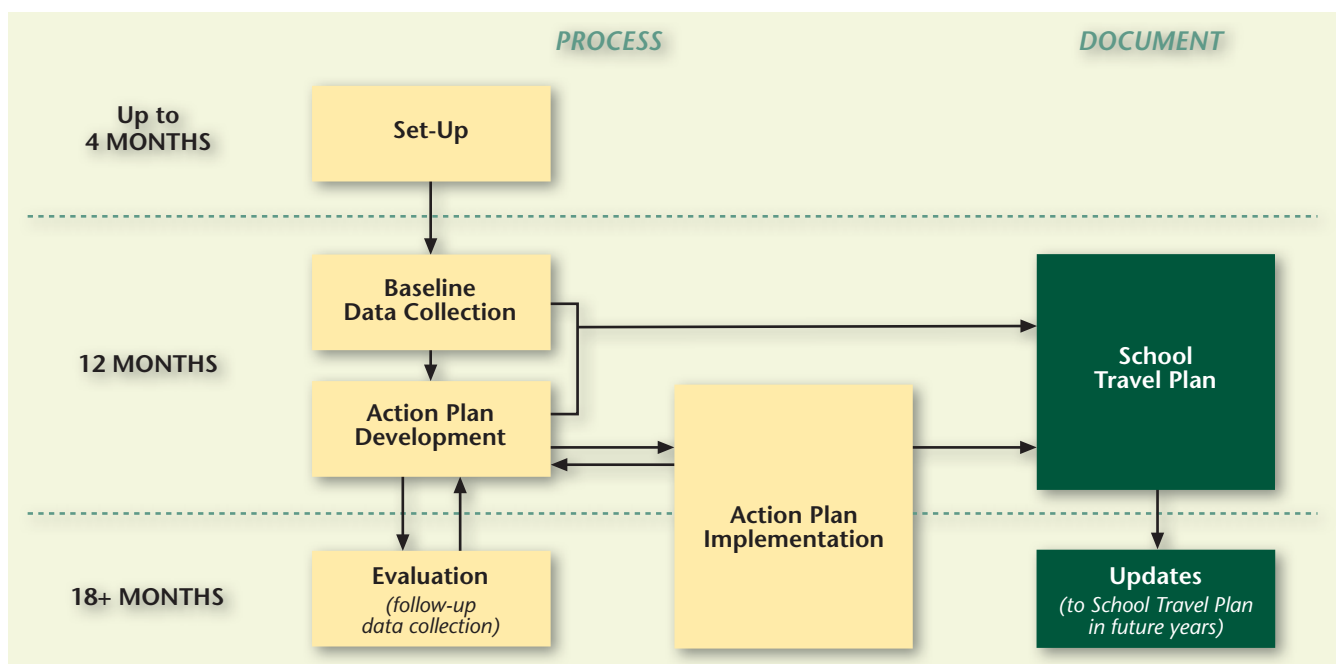 PROCESS
DOCUMENT
Up to
4 MONTHS
Set-Up
12 MONTHS
Baseline
Data Collection
Action Plan
Development
School
Travel Plan
Action Plan
Implementation
18+ MONTHS
Evaluation
(follow-up
data collection)
Updates
(to School Travel Plan
in future years)